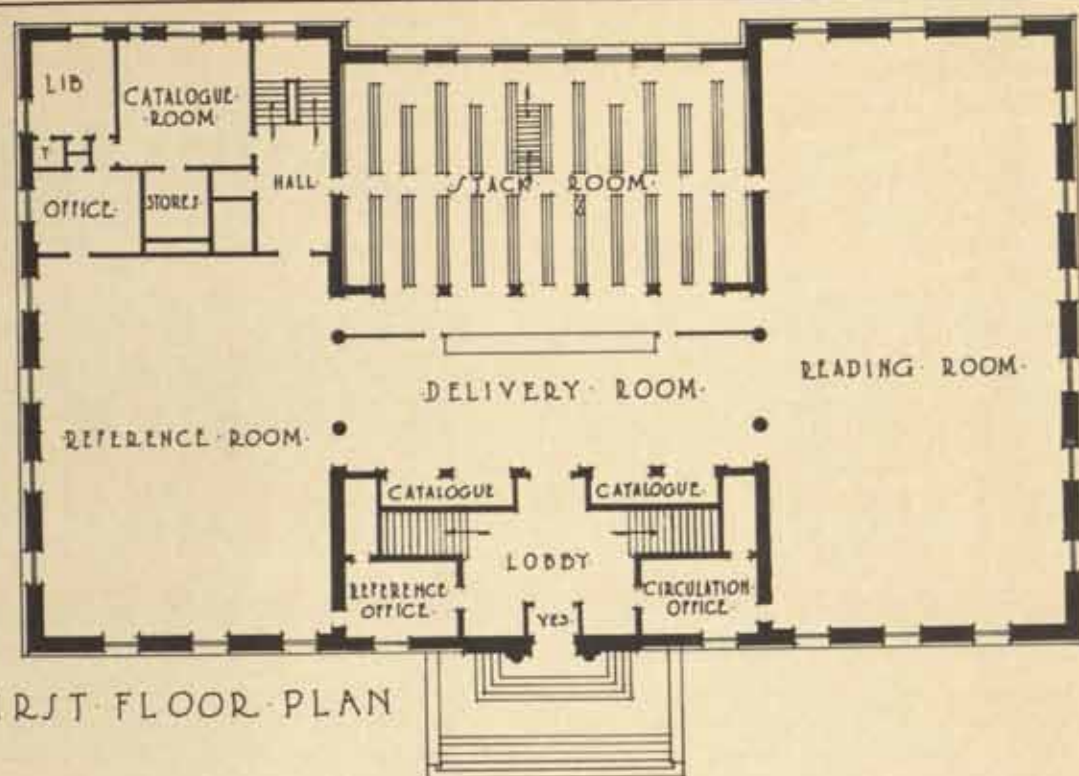 LIB
CATALOGUE·
·ROOM·
T
OFFICE·
STORES
HALL·
·STACK· ROOM·
·DELIVERY· ROOM·
READING· ROOM·
·REFERENCE·ROOM·
CATALOGUE
CATALOGUE·
LOBBY
REFERENCE
OFFICE·
CIRCULATION
OFFICE·
VES·
RST·FLOOR·PLAN